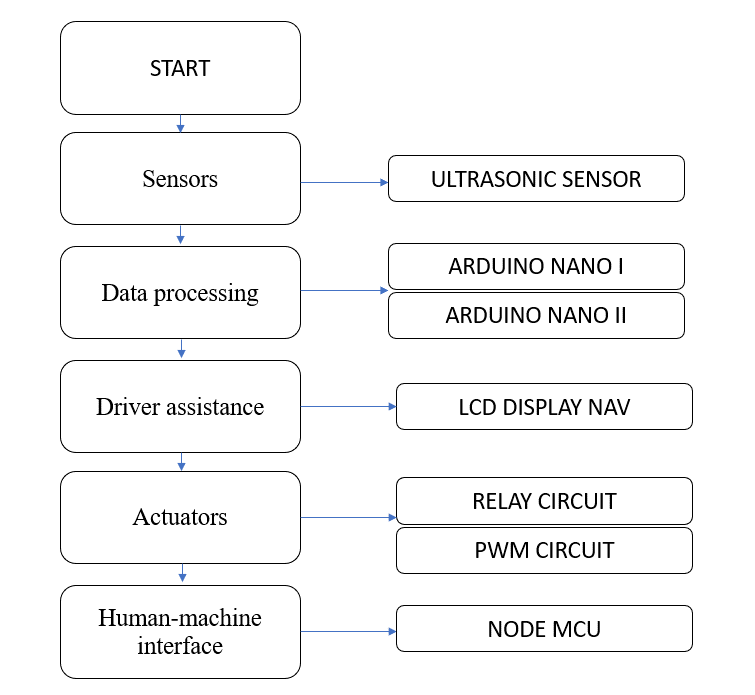 START
Sensors
ULTRASONIC SENSOR
Data processing
ARDUINO NANO I
ARDUINO NANO II
Driver assistance
LCD DISPLAY NAV
Actuators
RELAY CIRCUIT
PWM CIRCUIT
Human-machine
interface
NODE MCU